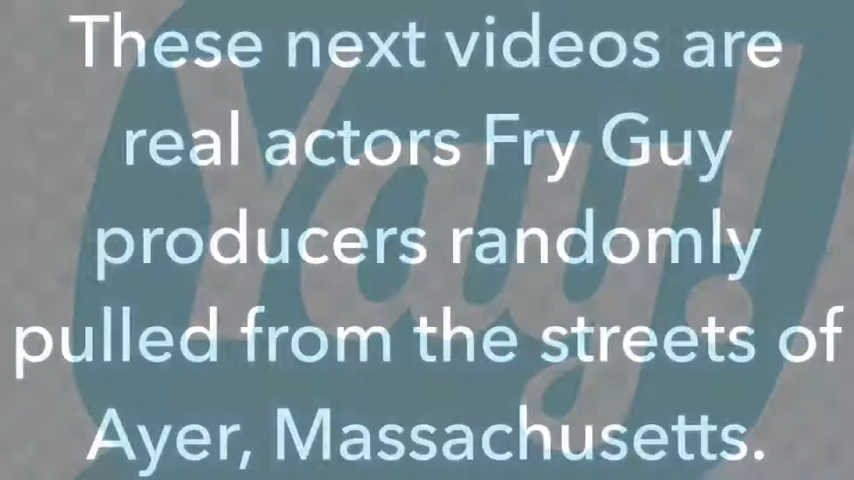 These next videos are
real actors Fry Guy
producers randomly
pulled from the streets of
Ayer, Massachusetts.
Yay!